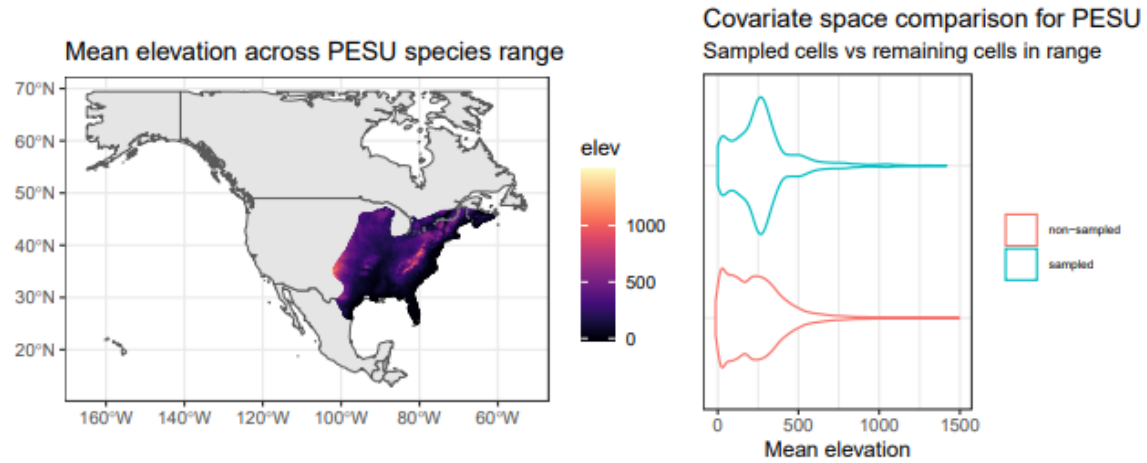 Mean elevation across PESU species range
70°N
60°N
50°N
40°N
30°N
20°N
160°W 140°W 120°W 100°W 80°W 60°W
elev
1000
500
0
Covariate space comparison for PESU
Sampled cells vs remaining cells in range
0 500 1000 1500
Mean elevation
non-sampled
sampled